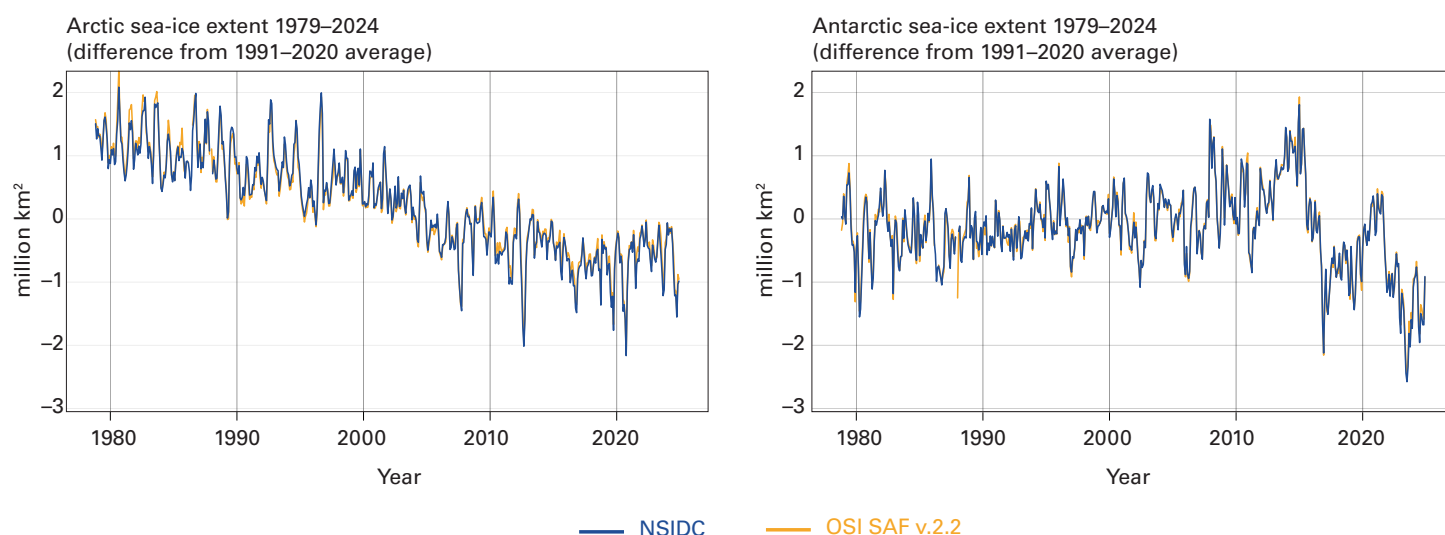 Arctic sea-ice extent 1979–2024
(difference from 1991–2020 average)
million km²
2
1
0
–1
–2
–3
1980 1990 2000 2010 2020
Year
Antarctic sea-ice extent 1979–2024
(difference from 1991–2020 average)
million km²
2
1
0
–1
–2
–3
1980 1990 2000 2010 2020
Year
NSIDC OSI SAF v.2.2